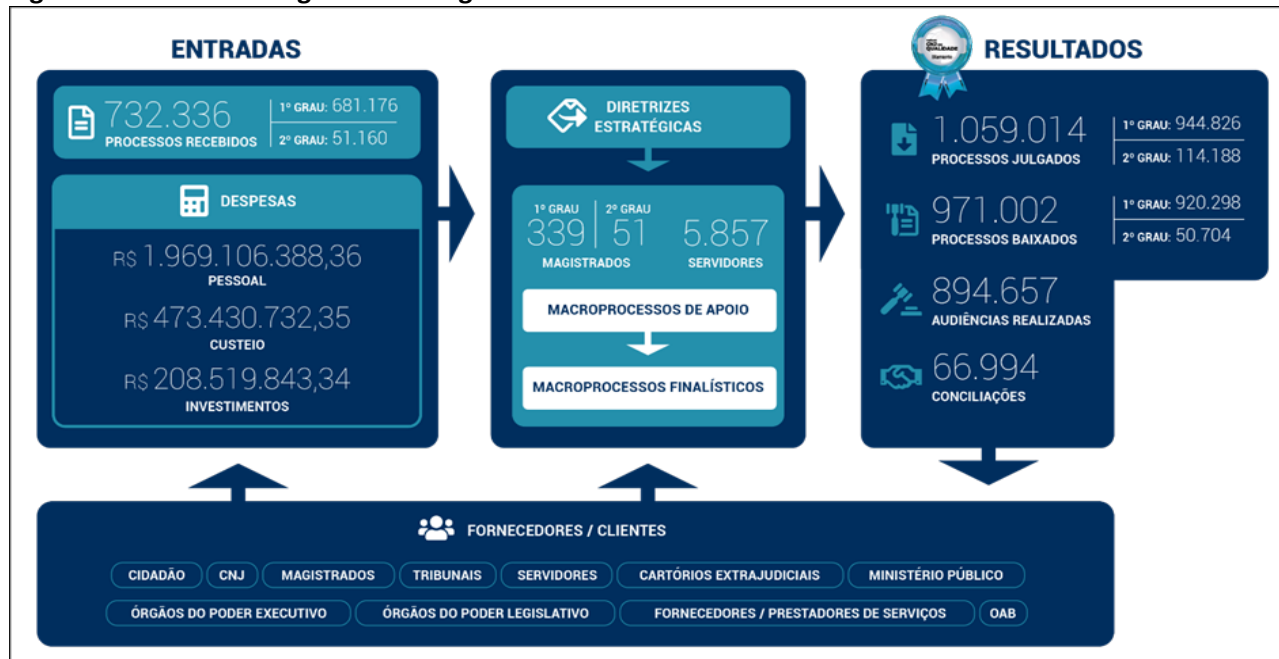 ENTRADAS
732.336
PROCESSOS RECEBIDOS
1º GRAU: 681.176
2º GRAU: 51.160
DESPESAS
R$ 1.969.106.388,36
PESSOAL
R$ 473.430.732,35
CUSTEIO
R$ 208.519.843,34
INVESTIMENTOS
DIRETRIZES
ESTRATÉGICAS
1º GRAU 2º GRAU
339 51 5.857
MAGISTRADOS SERVIDORES
MACROPROCESSOS DE APOIO
MACROPROCESSOS FINALÍSTICOS
QUALIDADE
Diamante
RESULTADOS
1.059.014
PROCESSOS JULGADOS
1º GRAU: 944.826
2º GRAU: 114.188
971.002
PROCESSOS BAIXADOS
1º GRAU: 920.298
2º GRAU: 50.704
894.657
AUDIÊNCIAS REALIZADAS
66.994
CONCILIAÇÕES
FORNECEDORES / CLIENTES
CIDADÃO CNJ MAGISTRADOS TRIBUNAIS SERVIDORES CARTÓRIOS EXTRAJUDICIAIS MINISTÉRIO PÚBLICO
ÓRGÃOS DO PODER EXECUTIVO ÓRGÃOS DO PODER LEGISLATIVO FORNECEDORES / PRESTADORES DE SERVIÇOS OAB